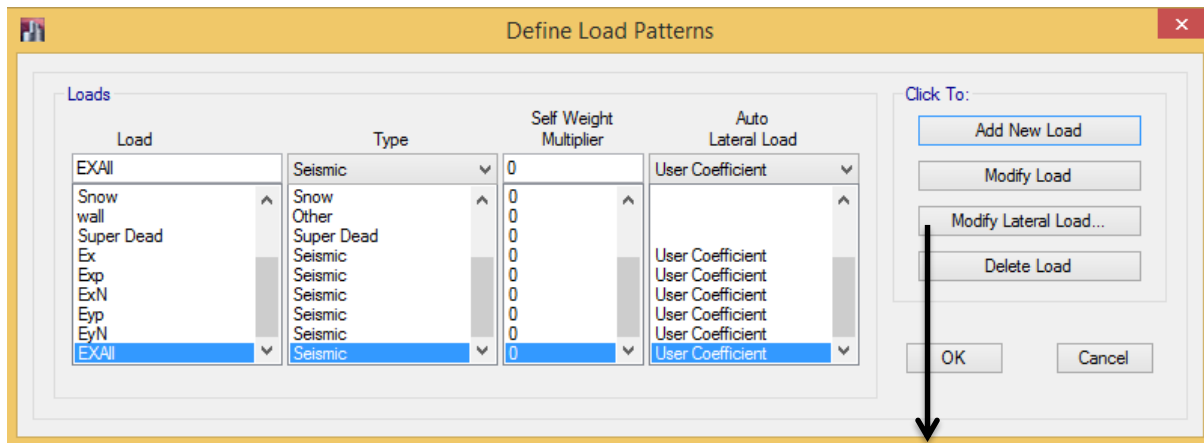 Define Load Patterns
Loads
Click To:
Load Type Self Weight Multiplier Auto Lateral Load
EXAll Seismic 0 User Coefficient
Snow Snow 0
wall Other 0
Super Dead Super Dead 0
Ex Seismic 0 User Coefficient
Exp Seismic 0 User Coefficient
ExN Seismic 0 User Coefficient
Eyp Seismic 0 User Coefficient
EyN Seismic 0 User Coefficient
EXAll Seismic 0 User Coefficient
Add New Load
Modify Load
Modify Lateral Load...
Delete Load
OK Cancel